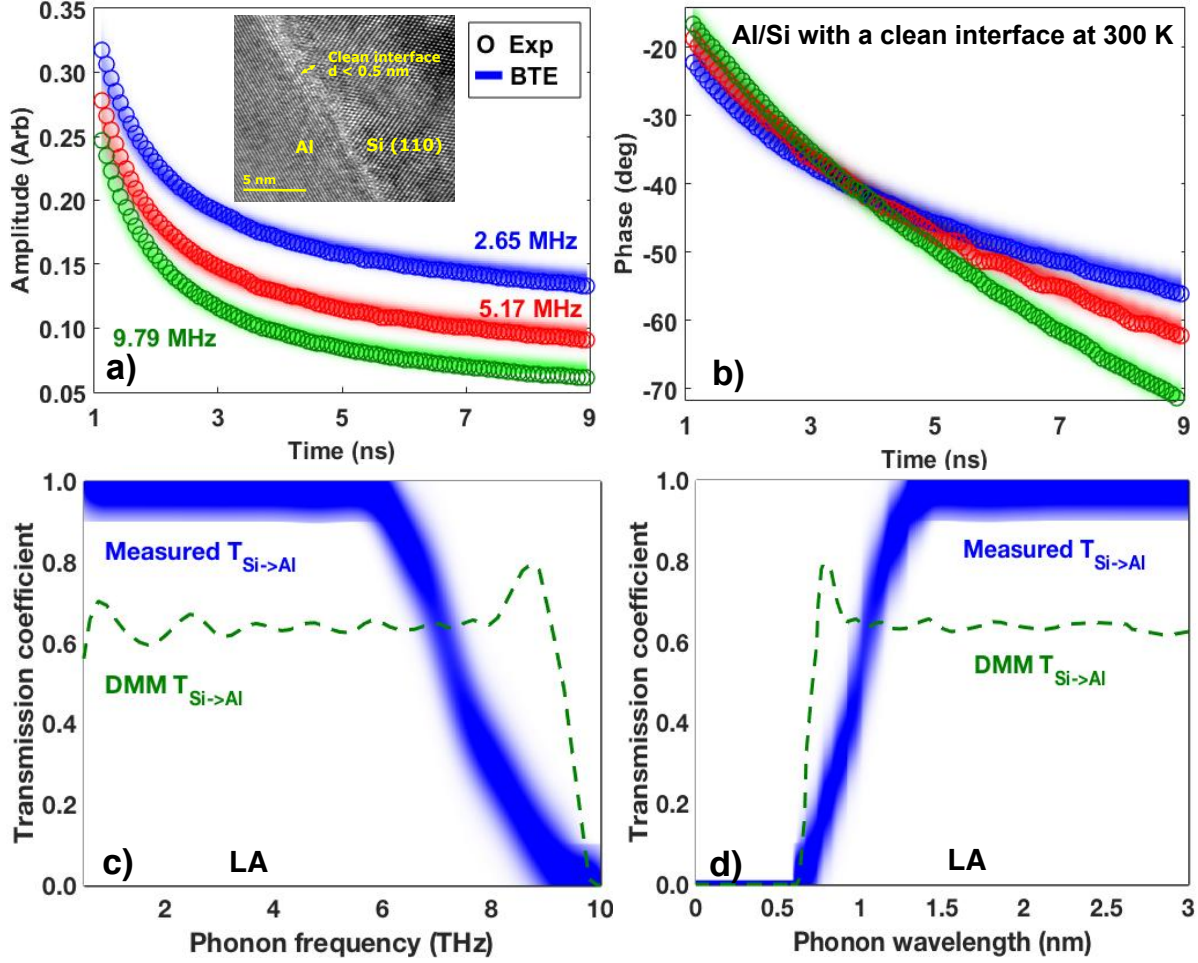 0.35
0.30
0.25
0.20
0.15
0.10
0.05
Amplitude (Arb)
Clean interface
d < 0.5 nm
Al
Si (110)
5 nm
O Exp
BTE
2.65 MHz
5.17 MHz
9.79 MHz
a)
1 3 5 7 9
Time (ns)
Al/Si with a clean interface at 300 K
-20
-30
-40
-50
-60
-70
Phase (deg)
b)
1 3 5 7 9
Time (ns)
1.0
0.8
0.6
0.4
0.2
0.0
Transmission coefficient
Measured T Si->Al
DMM T Si->Al
c)
LA
2 4 6 8 10
Phonon frequency (THz)
1.0
0.8
0.6
0.4
0.2
0.0
Transmission coefficient
Measured T Si->Al
DMM T Si->Al
d)
LA
0 0.5 1 1.5 2 2.5 3
Phonon wavelength (nm)